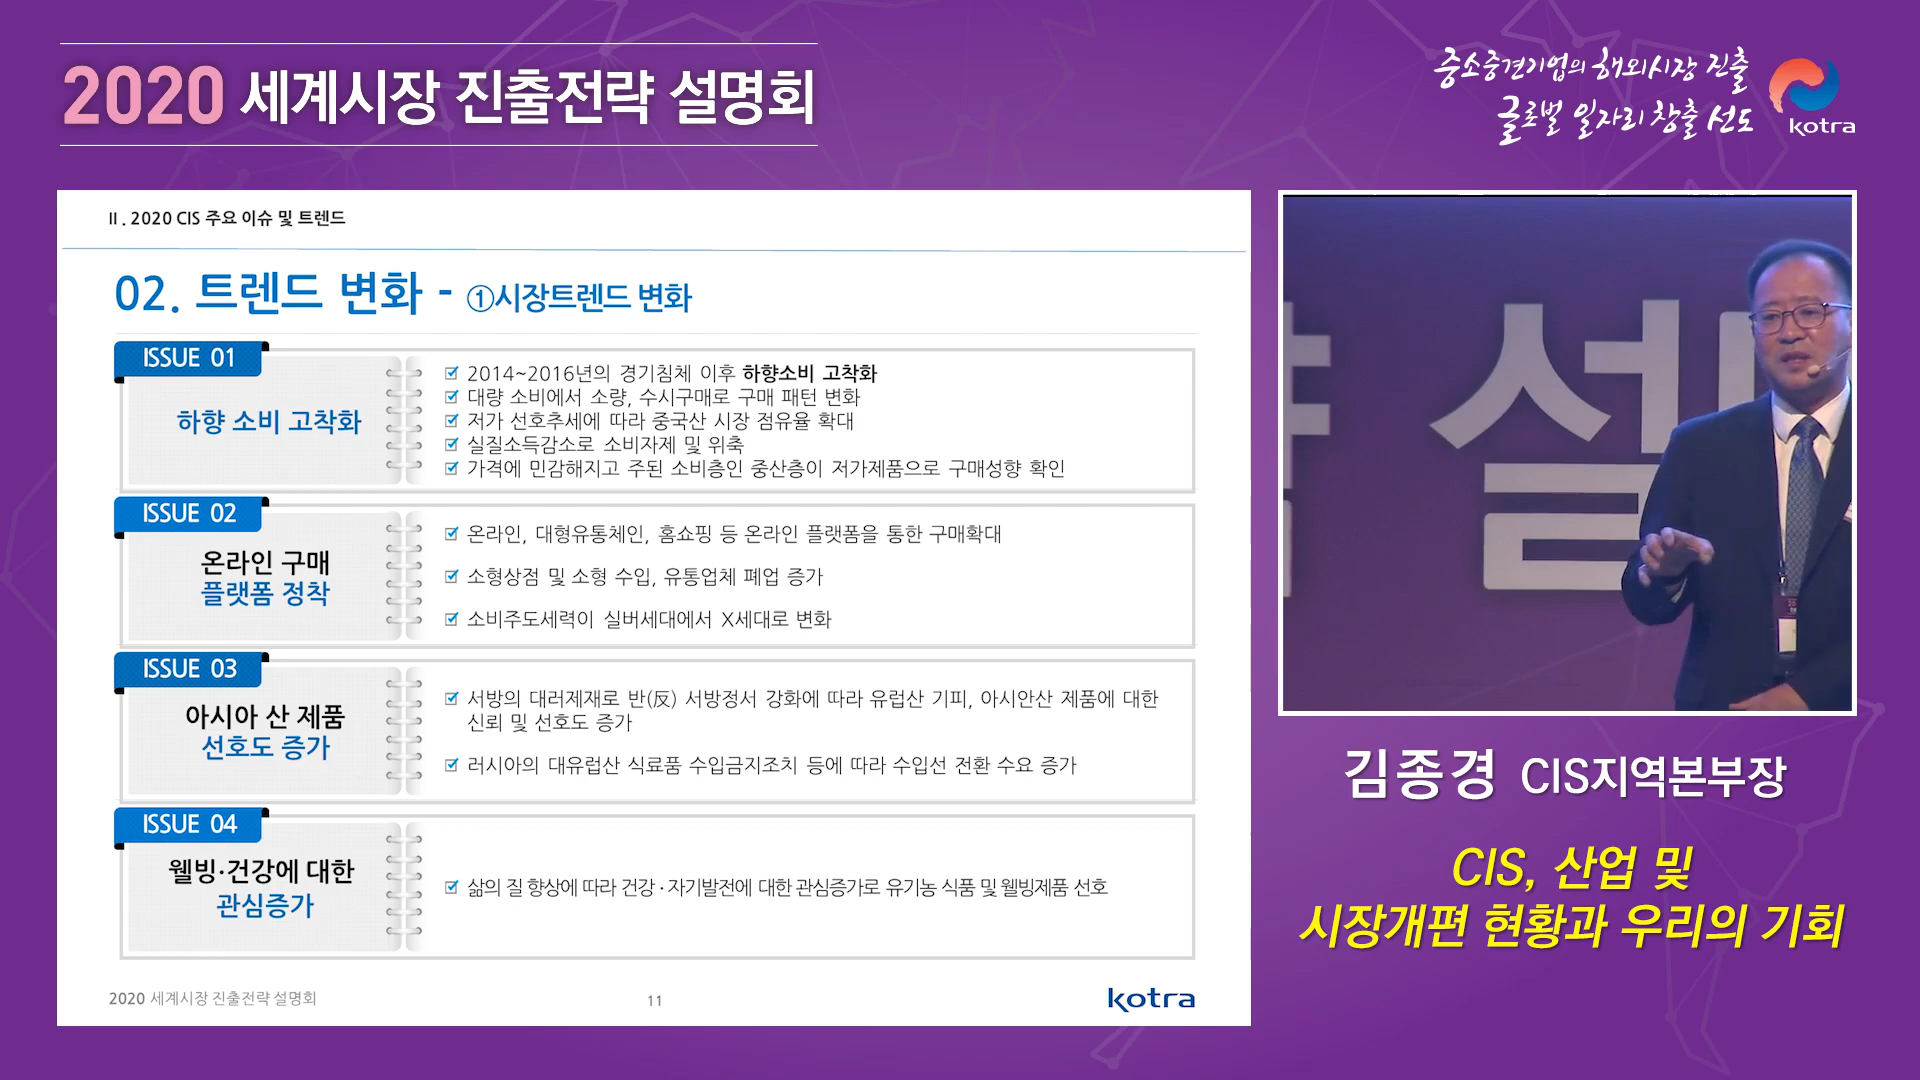 2020 세계시장 진출전략 설명회
중소중견기업의 해외시장 진출
글로벌 일자리 창출 선도
kotra
II. 2020 CIS 주요 이슈 및 트렌드
02. 트렌드 변화 - ①시장트렌드 변화
ISSUE 01
하향 소비 고착화
2014~2016년의 경기침체 이후 하향소비 고착화
대량 소비에서 소량, 수시구매로 구매 패턴 변화
저가 선호추세에 따라 중국산 시장 점유율 확대
실질소득감소로 소비자제 및 위축
가격에 민감해지고 주된 소비층인 중산층이 저가제품으로 구매성향 확인
ISSUE 02
온라인 구매
플랫폼 정착
온라인, 대형유통체인, 홈쇼핑 등 온라인 플랫폼을 통한 구매확대
소형상점 및 소형 수입, 유통업체 폐업 증가
소비주도세력이 실버세대에서 X세대로 변화
ISSUE 03
아시아 산 제품
선호도 증가
서방의 대러제재로 반(反) 서방정서 강화에 따라 유럽산 기피, 아시안산 제품에 대한
신뢰 및 선호도 증가
러시아의 대유럽산 식료품 수입금지조치 등에 따라 수입선 전환 수요 증가
ISSUE 04
웰빙·건강에 대한
관심증가
삶의 질 향상에 따라 건강·자기발전에 대한 관심증가로 유기농 식품 및 웰빙제품 선호
2020 세계시장 진출전략 설명회
11
kotra
설
김종경 CIS지역본부장
CIS, 산업 및
시장개편 현황과 우리의 기회